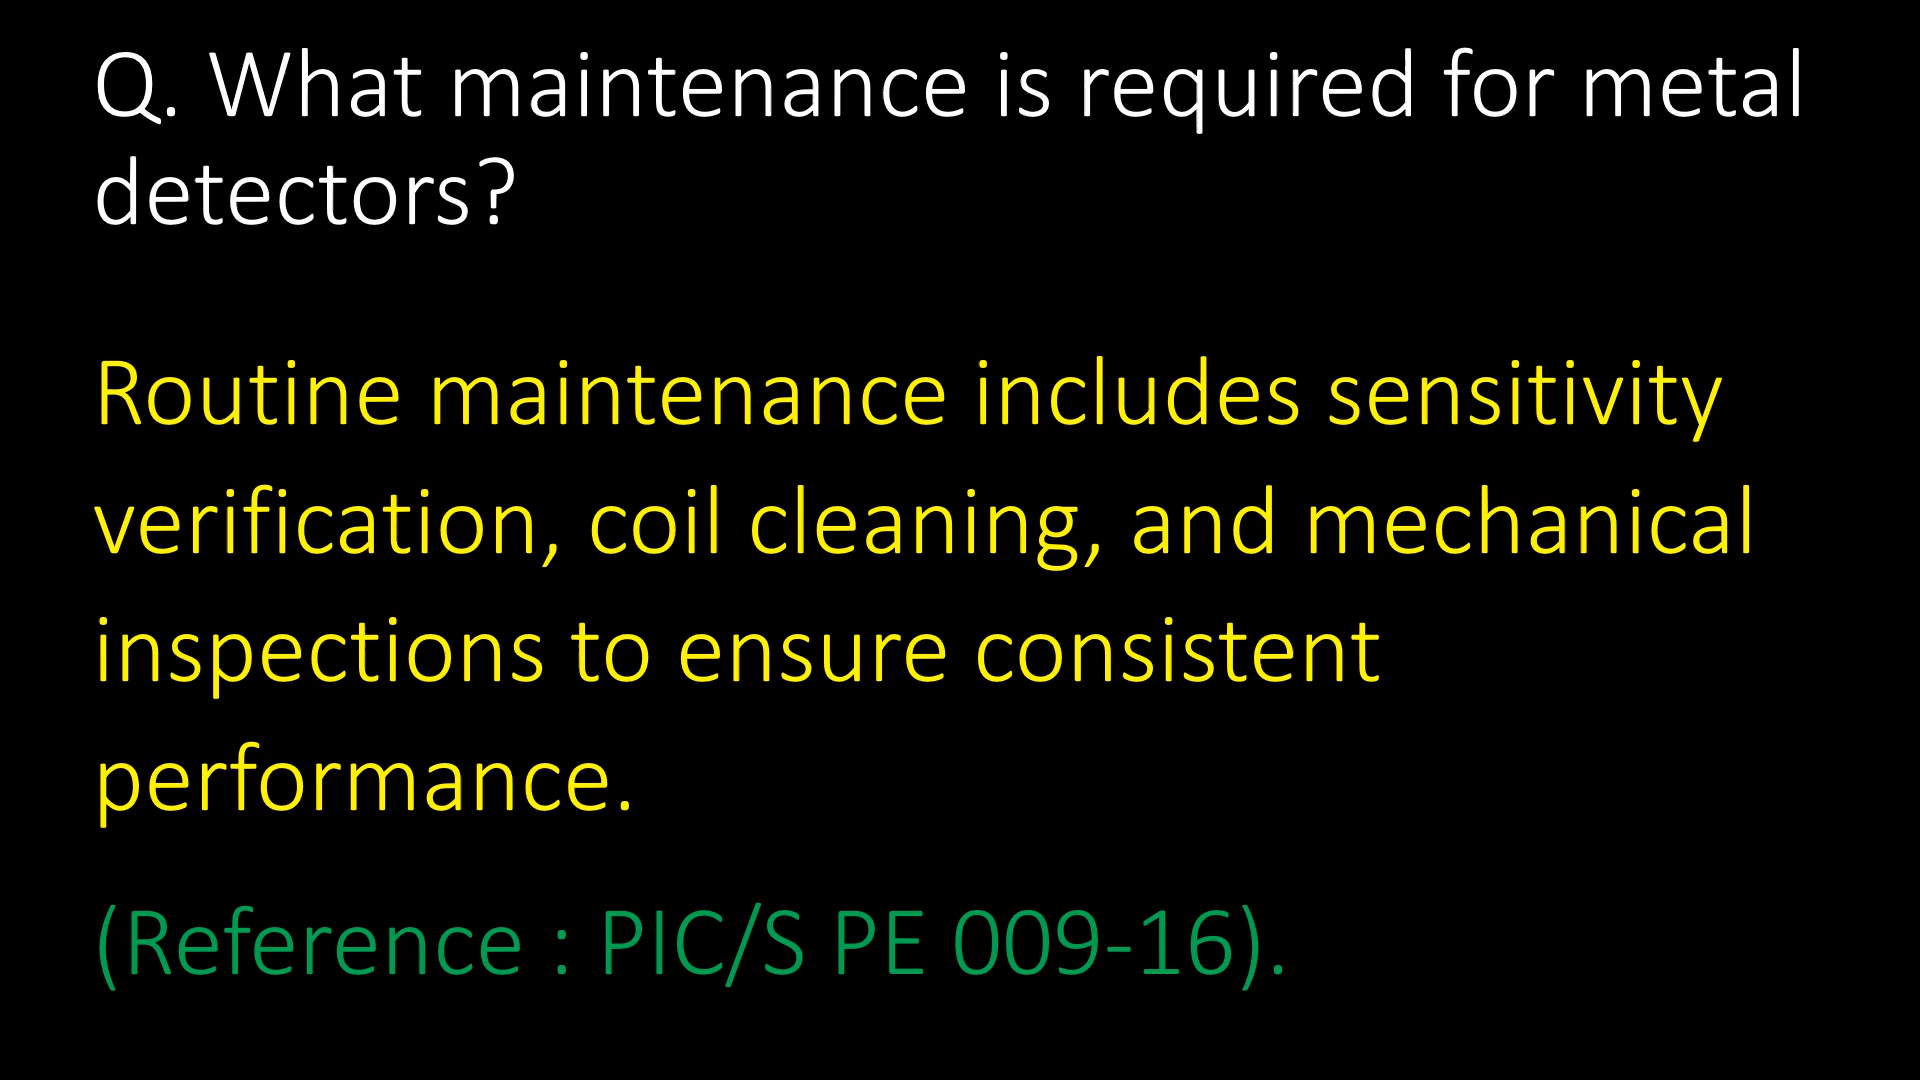 Q. What maintenance is required for metal
detectors?
Routine maintenance includes sensitivity
verification, coil cleaning, and mechanical
inspections to ensure consistent
performance.
(Reference : PIC/S PE 009-16).